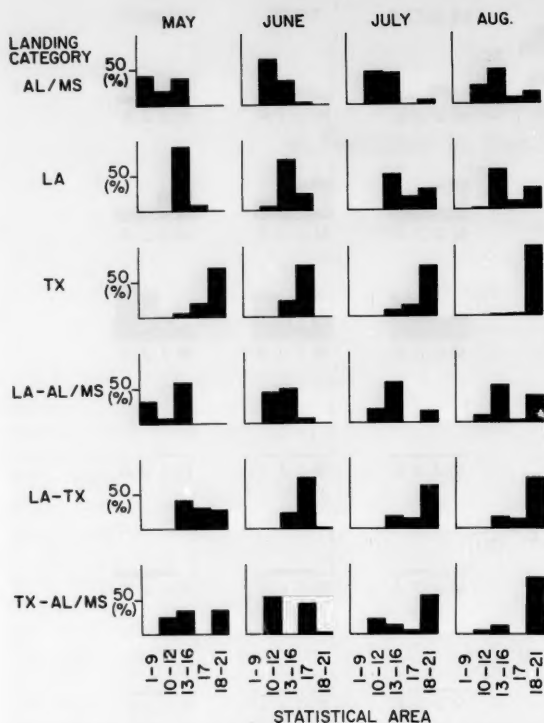 MAY JUNE JULY AUG.
LANDING
CATEGORY
AL/MS 50 (%)
LA 50 (%)
TX 50 (%)
LA-AL/MS 50 (%)
LA-TX 50 (%)
TX-AL/MS 50 (%)
1-9 10-12 13-16 17 18-21 1-9 10-12 13-16 17 18-21 1-9 10-12 13-16 17 18-21 1-9 10-12 13-16 17 18-21
STATISTICAL AREA